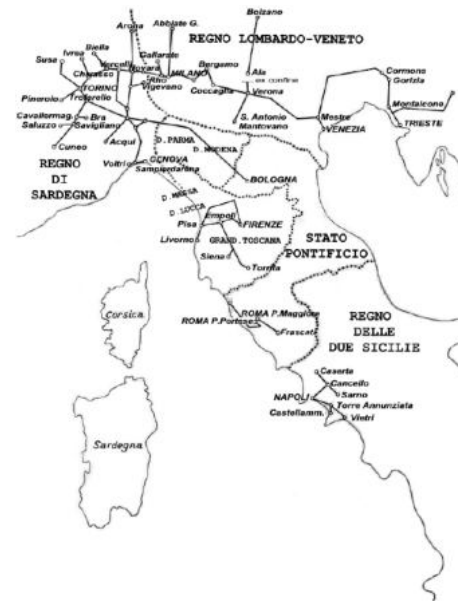 Bolzano
Arona
Abbiate G.
REGNO LOMBARDO-VENETO
Biella
Ivrea
Gallarate
Susa
Vercelli
Novara
Bergamo
Cormons
Gorizia
Chivasso
Rho
MILANO
Ala
ex confine
TORINO
Vigevano
Coccaglio
Verona
Monfalcone
Pinerolo
Trofarello
Mestre
Cavallermag.
Bra
S. Antonio
Mantovano
VENEZIA
TRIESTE
Saluzzo
Savigliano
Acqui
D. PARMA
D. MODENA
Cuneo
Voltri
GENOVA
Sampierdarena
BOLOGNA
REGNO
DI
SARDEGNA
D. MASSA
D. LUCCA
Empoli
Pisa
FIRENZE
Livorno
GRAND. TOSCANA
STATO
PONTIFICIO
Siena
Torrita
Corsica
ROMA P. Maggiore
ROMA P. Portese
Frascati
REGNO
DELLE
DUE SICILIE
Caserta
Cancello
NAPOLI
Sarno
Torre Annunziata
Castellamm.
Vietri
Sardegna